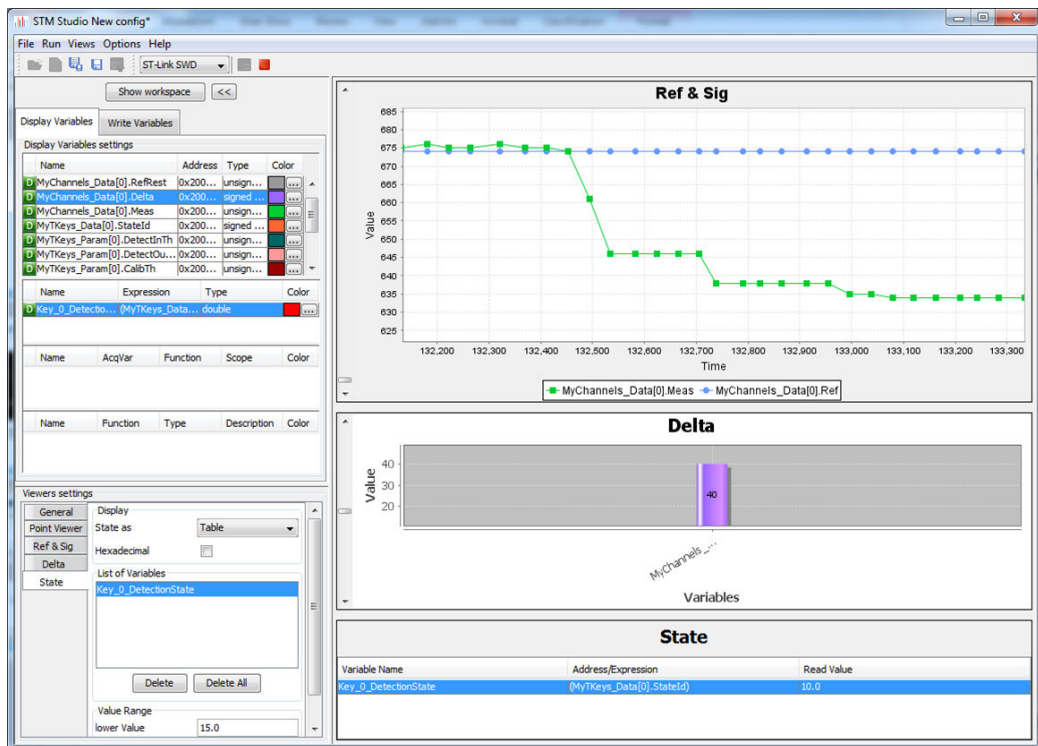 STM Studio New config*
File Run Views Options Help
ST-Link SWD
Show workspace <<
Display Variables Write Variables
Display Variables settings
Name Address Type Color
MyChannels_Data[0].RefRest 0x200... unsign... ...
MyChannels_Data[0].Delta 0x200... signed ... ...
MyChannels_Data[0].Meas 0x200... unsign... ...
MyTKeys_Data[0].StateId 0x200... signed ... ...
MyTKeys_Param[0].DetectInTh 0x200... unsign... ...
MyTKeys_Param[0].DetectOu... 0x200... unsign... ...
MyTKeys_Param[0].CalibTh 0x200... unsign... ...
Name Expression Type Color
Key_0_Detectio... (MyTKeys_Data... double ...
Name AcqVar Function Scope Color
Name Function Type Description Color
Viewers settings
General
Point Viewer
Ref & Sig
Delta
State
Display
State as Table
Hexadecimal
List of Variables
Key_0_DetectionState
Delete Delete All
Value Range
lower Value 15.0
Ref & Sig
Value
685
680
675
670
665
660
655
650
645
640
635
630
625
132,200 132,300 132,400 132,500 132,600 132,700 132,800 132,900 133,000 133,100 133,200 133,300
Time
MyChannels_Data[0].Meas MyChannels_Data[0].Ref
Delta
Value
40
30
20
40
MyChannels_...
Variables
State
Variable Name Address/Expression Read Value
Key_0_DetectionState (MyTKeys_Data[0].StateId) 10.0